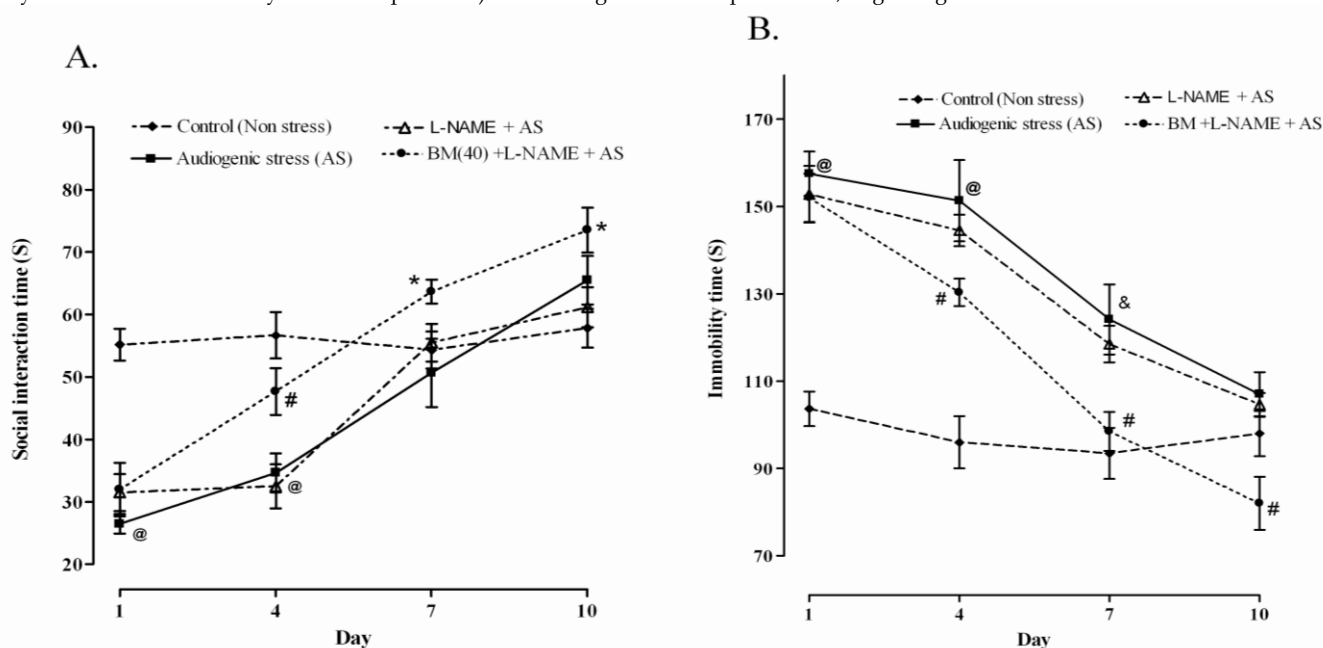 A.
Control (Non stress)
L-NAME + AS
Audiogenic stress (AS)
BM(40) +L-NAME + AS
Social interaction time (S)
90
80
70
60
50
40
30
20
@
@
#
*
*
1
4
7
10
Day
B.
Control (Non stress)
L-NAME + AS
Audiogenic stress (AS)
BM +L-NAME + AS
Immobility time (S)
170
150
130
110
90
70
@
@
#
&
#
#
1
4
7
10
Day